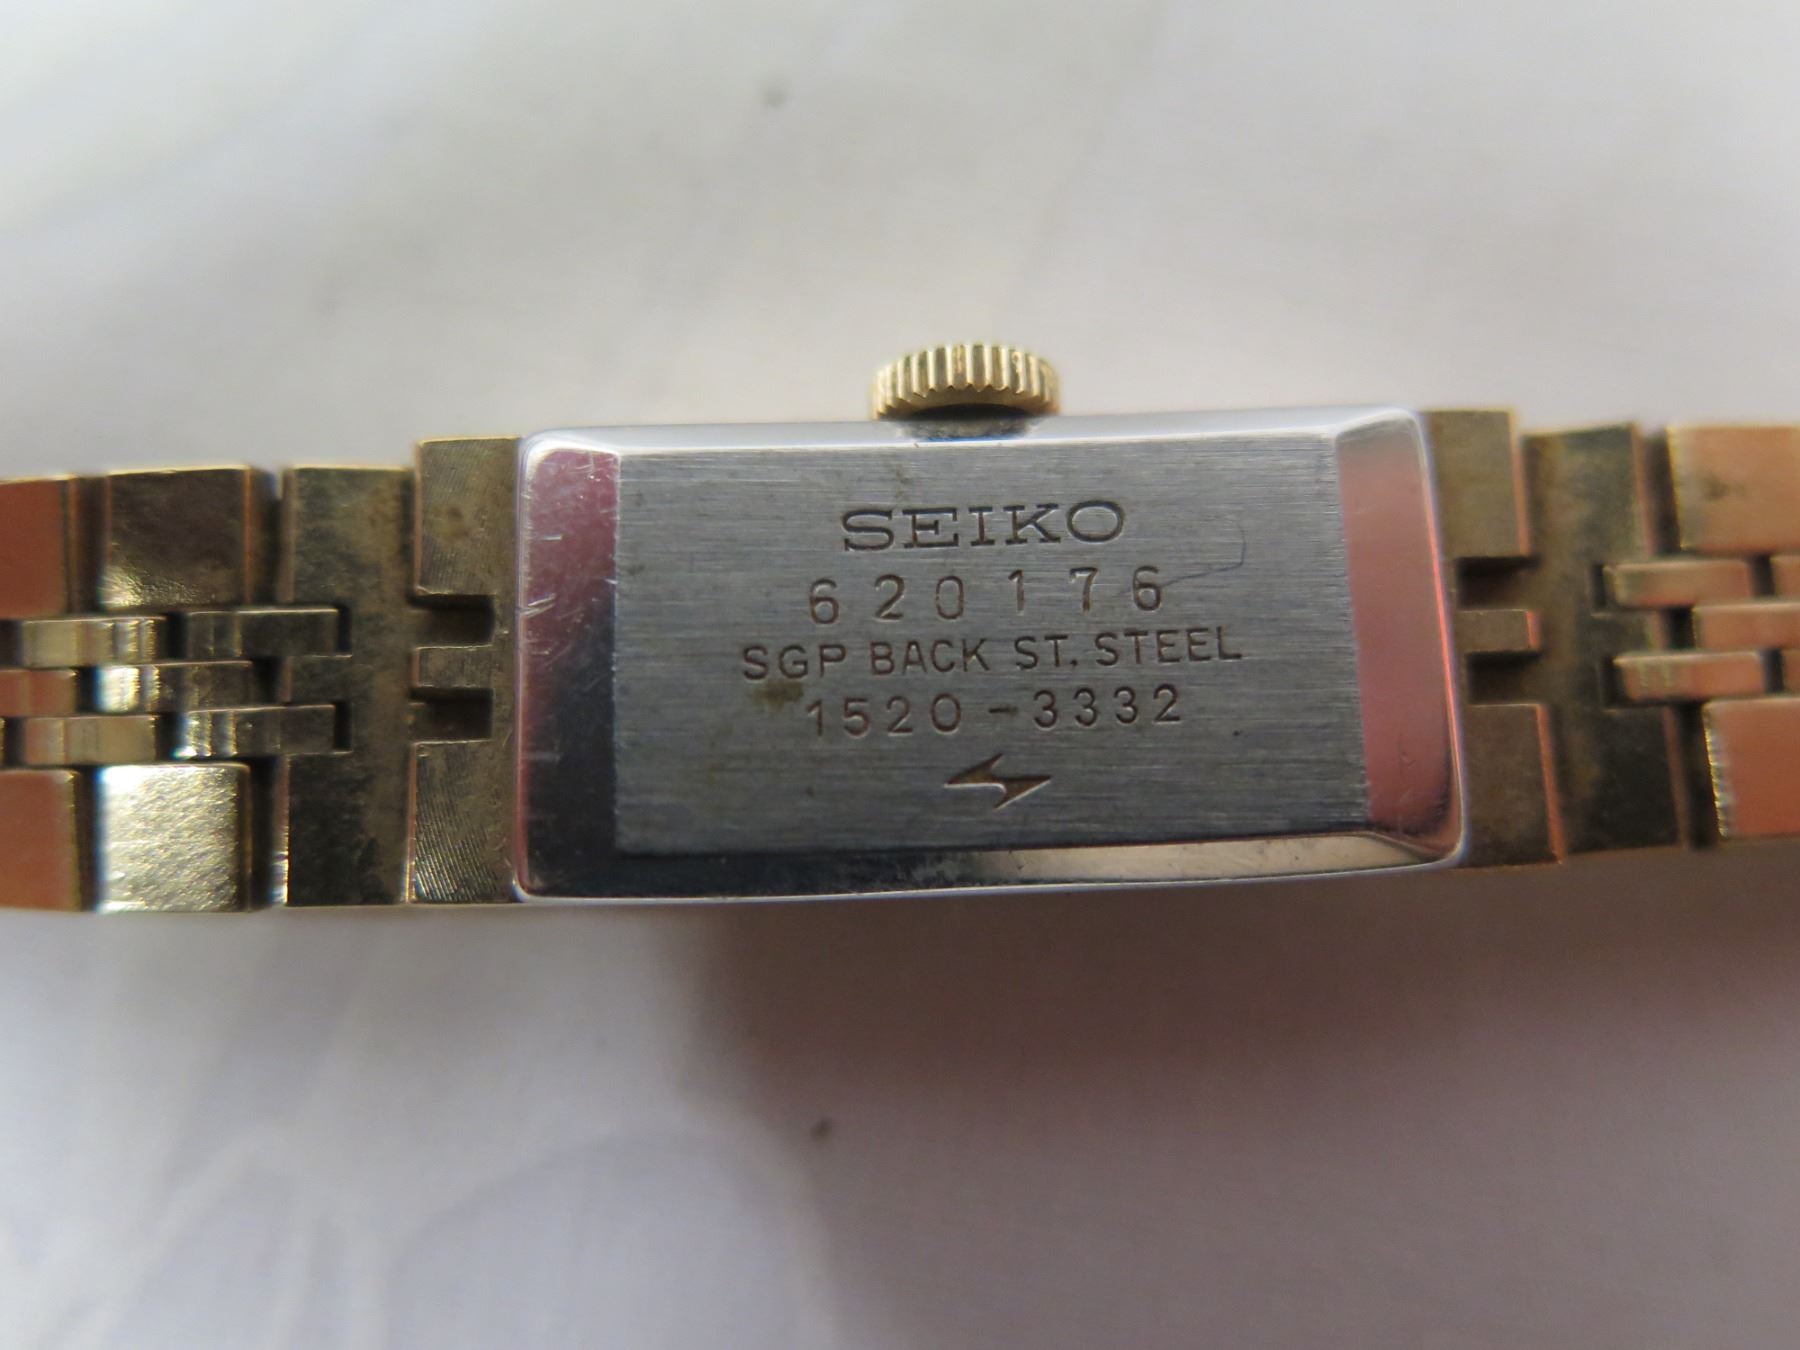 SEIKO
620176
SGP BACK ST. STEEL
1520-3332